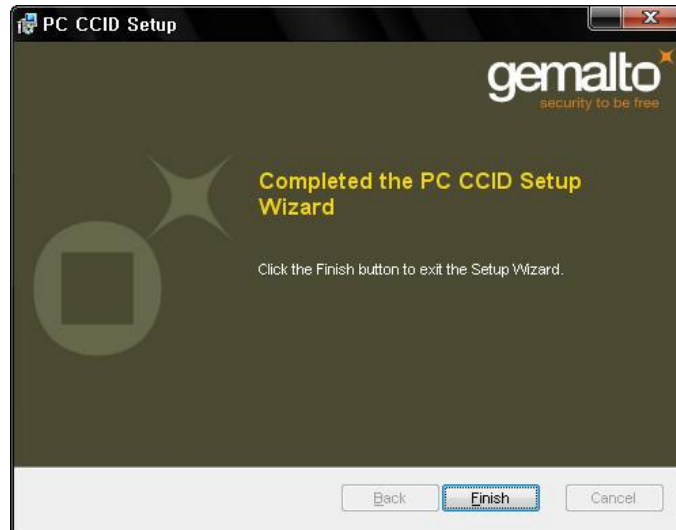 PC CCID Setup
gemalto
security to be free
Completed the PC CCID Setup
Wizard
Click the Finish button to exit the Setup Wizard.
Back Finish Cancel